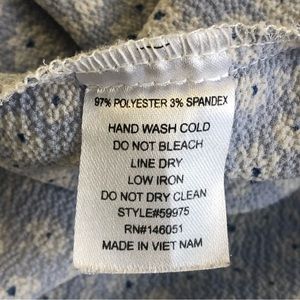 97% POLYESTER 3% SPANDEX
HAND WASH COLD
DO NOT BLEACH
LINE DRY
LOW IRON
DO NOT DRY CLEAN
STYLE#59975
RN#146051
MADE IN VIET NAM